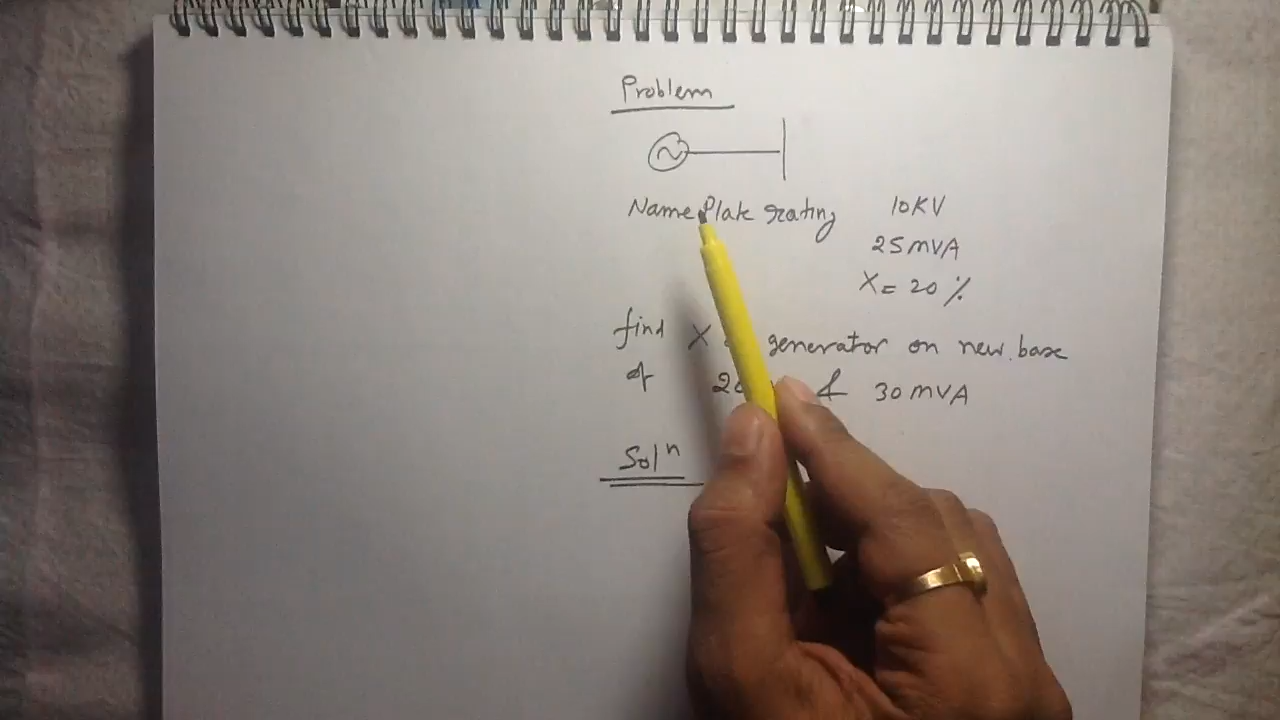 Problem
Name Plate rating 10KV
25MVA
X = 20%
find X generator on new base
of & 30MVA
Solⁿ